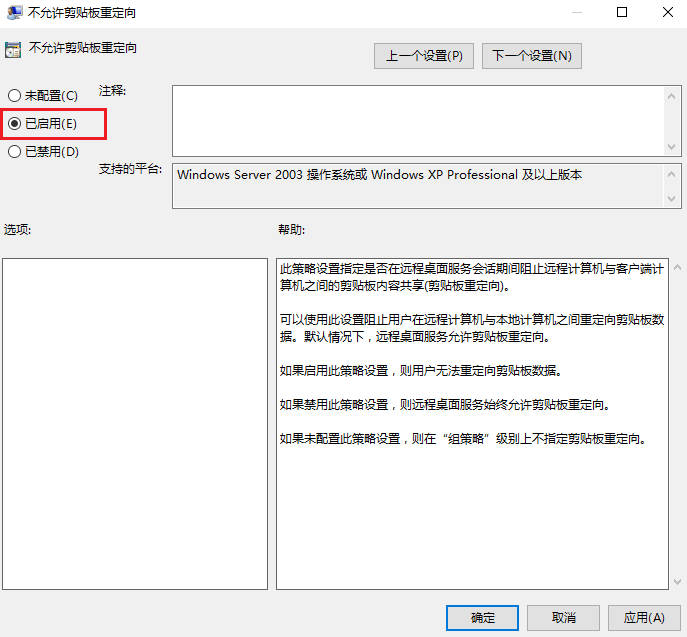 不允许剪贴板重定向
不允许剪贴板重定向
上一个设置(P)
下一个设置(N)
未配置(C)
注释:
已启用(E)
已禁用(D)
支持的平台:
Windows Server 2003 操作系统或 Windows XP Professional 及以上版本
选项:
帮助:
此策略设置指定是否在远程桌面服务会话期间阻止远程计算机与客户端计
算机之间的剪贴板内容共享(剪贴板重定向)。
可以使用此设置阻止用户在远程计算机与本地计算机之间重定向剪贴板数
据。默认情况下，远程桌面服务允许剪贴板重定向。
如果启用此策略设置，则用户无法重定向剪贴板数据。
如果禁用此策略设置，则远程桌面服务始终允许剪贴板重定向。
如果未配置此策略设置，则在“组策略”级别上不指定剪贴板重定向。
确定
取消
应用(A)